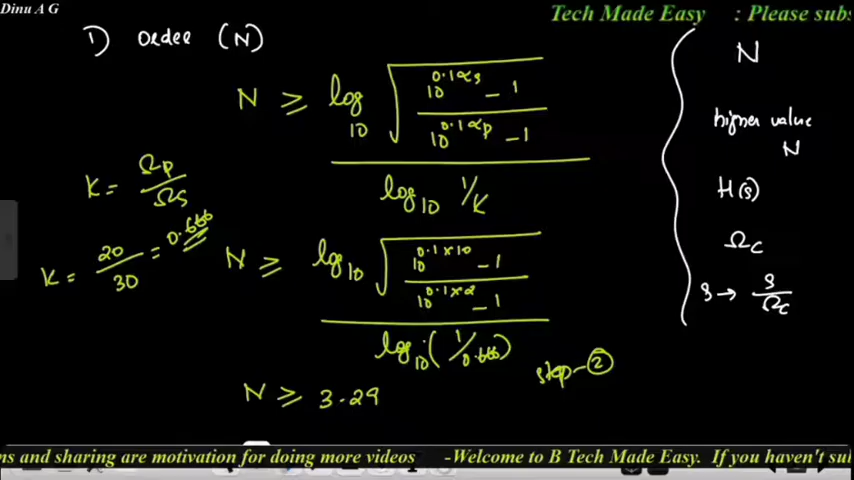 Dinu A G
Tech Made Easy : Please subs
1) order (N)
N ≥ log₁₀ √((10^(0.1αs) − 1) / (10^(0.1αp) − 1)) / log₁₀ 1/K
K = Ωp/Ωs
K = 20/30 = 0.666
N ≥ log₁₀ √((10^(0.1×10) − 1) / (10^(0.1×2) − 1)) / log₁₀(1/0.666)
step-②
N ≥ 3.29
N
higher value
N
H(s)
Ωc
s → s/Ωc
ns and sharing are motivation for doing more videos -Welcome to B Tech Made Easy. If you haven't sul